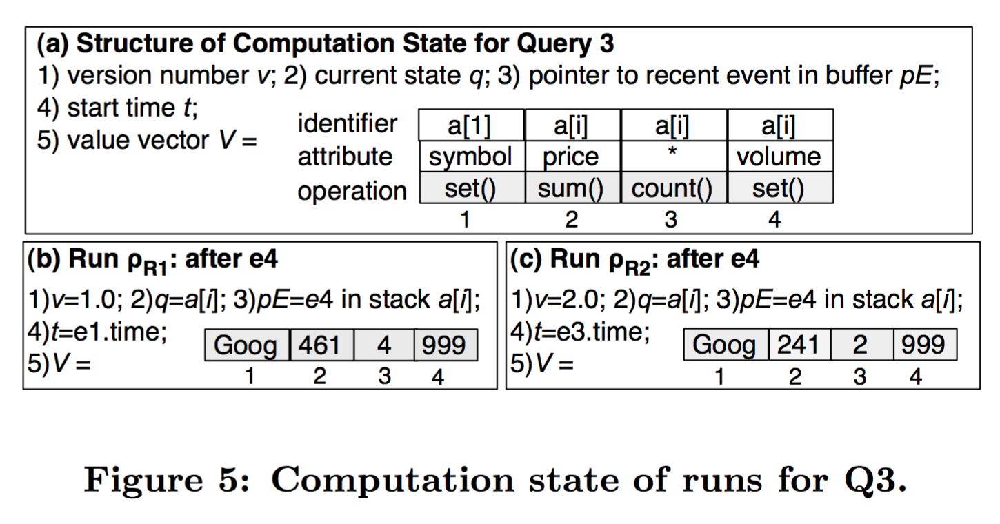 (a) Structure of Computation State for Query 3
1) version number v; 2) current state q; 3) pointer to recent event in buffer pE;
4) start time t;
5) value vector V =
identifier a[1] a[i] a[i] a[i]
attribute symbol price * volume
operation set() sum() count() set()
1 2 3 4
(b) Run ρR1: after e4
1)v=1.0; 2)q=a[i]; 3)pE=e4 in stack a[i];
4)t=e1.time;
5)V = Goog 461 4 999
1 2 3 4
(c) Run ρR2: after e4
1)v=2.0; 2)q=a[i]; 3)pE=e4 in stack a[i];
4)t=e3.time;
5)V = Goog 241 2 999
1 2 3 4
Figure 5: Computation state of runs for Q3.